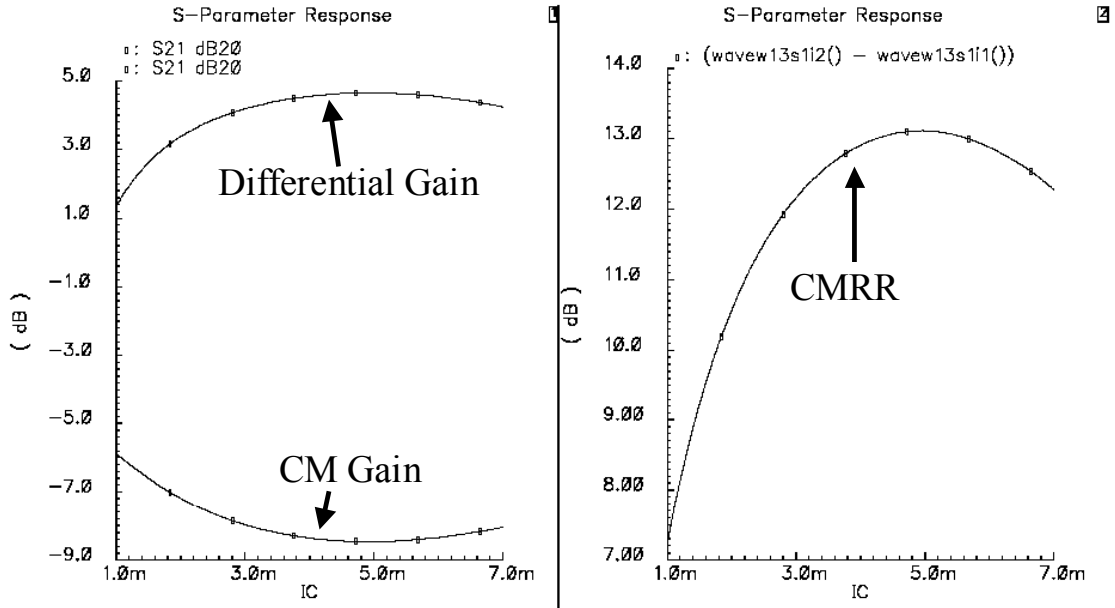 S-Parameter Response
1
: S21 dB20
: S21 dB20
5.0
3.0
1.0
-1.0
-3.0
-5.0
-7.0
-9.0
( dB )
Differential Gain
CM Gain
1.0m
3.0m
5.0m
7.0m
IC
S-Parameter Response
2
: (wavew13s1i2() - wavew13s1i1())
14.0
13.0
12.0
11.0
10.0
9.00
8.00
7.00
( dB )
CMRR
1.0m
3.0m
5.0m
7.0m
IC